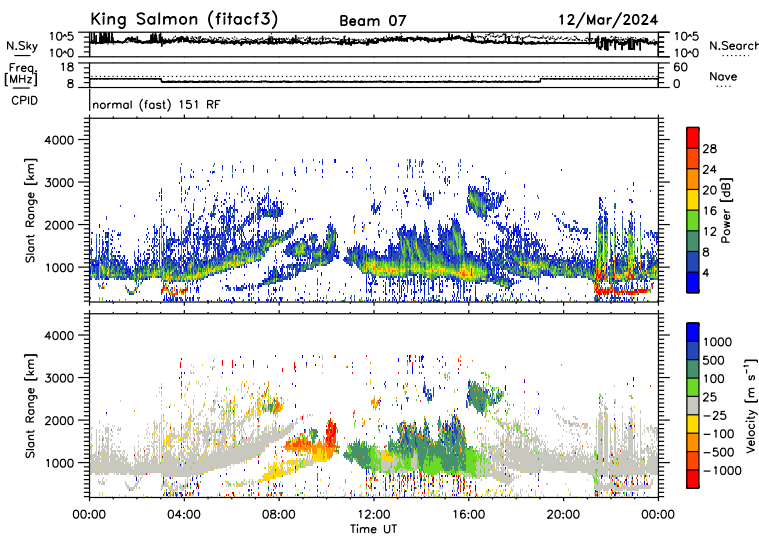 King Salmon (fitacf3) Beam 07 12/Mar/2024
N.Sky 10^5 10^0 10^5 10^0 N.Search
Freq. [MHz] 18 8 60 0 Nave
CPID normal (fast) 151 RF
Slant Range [km] 4000 3000 2000 1000
Power [dB] 28 24 20 16 12 8 4
Slant Range [km] 4000 3000 2000 1000
Velocity [m s⁻¹] 1000 500 100 25 −25 −100 −500 −1000
00:00 04:00 08:00 12:00 16:00 20:00 00:00
Time UT